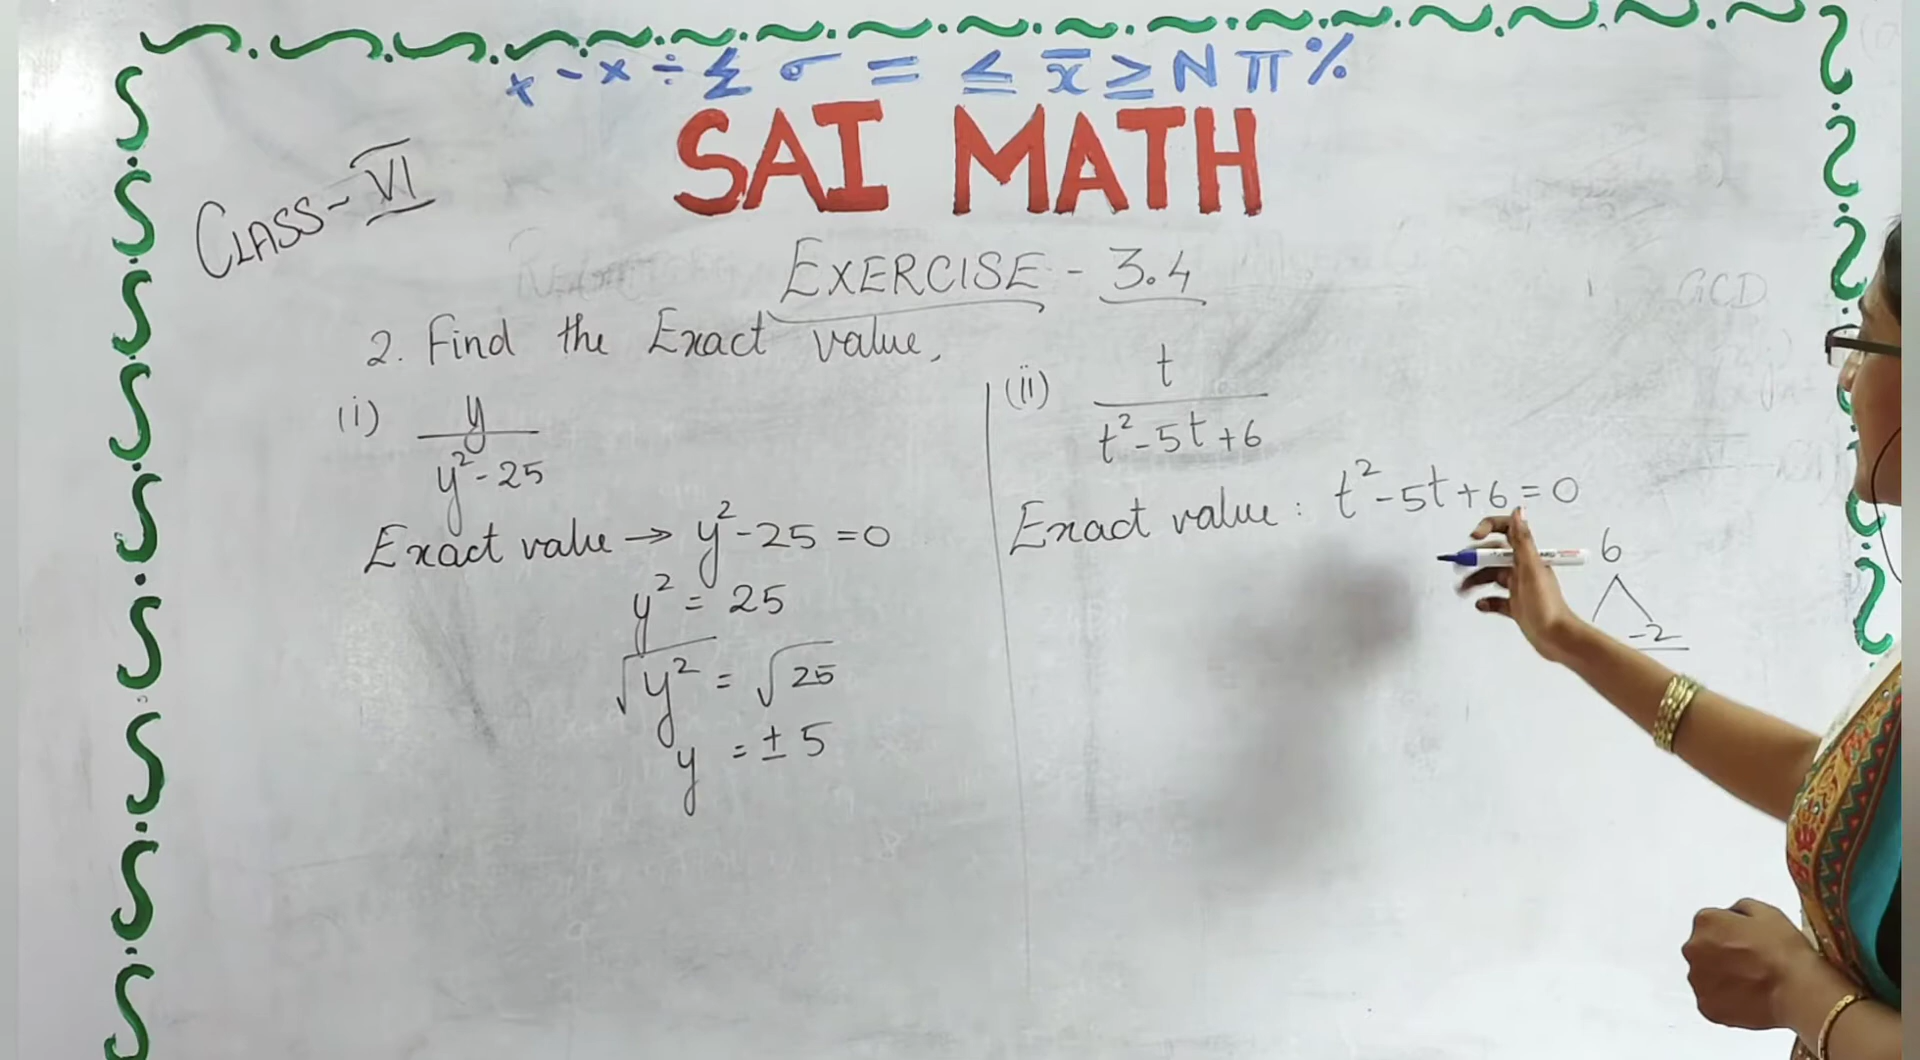 + - × ÷ Σ σ = ≤ x̄ ≥ N π %
SAI MATH
CLASS - VI
EXERCISE - 3.4
2. Find the Exact value.
(i) y / y² - 25
Exact value → y² - 25 = 0
y² = 25
√y² = √25
y = ± 5
(ii) t / t² - 5t + 6
Exact value : t² - 5t + 6 = 0
6
-2
GCD